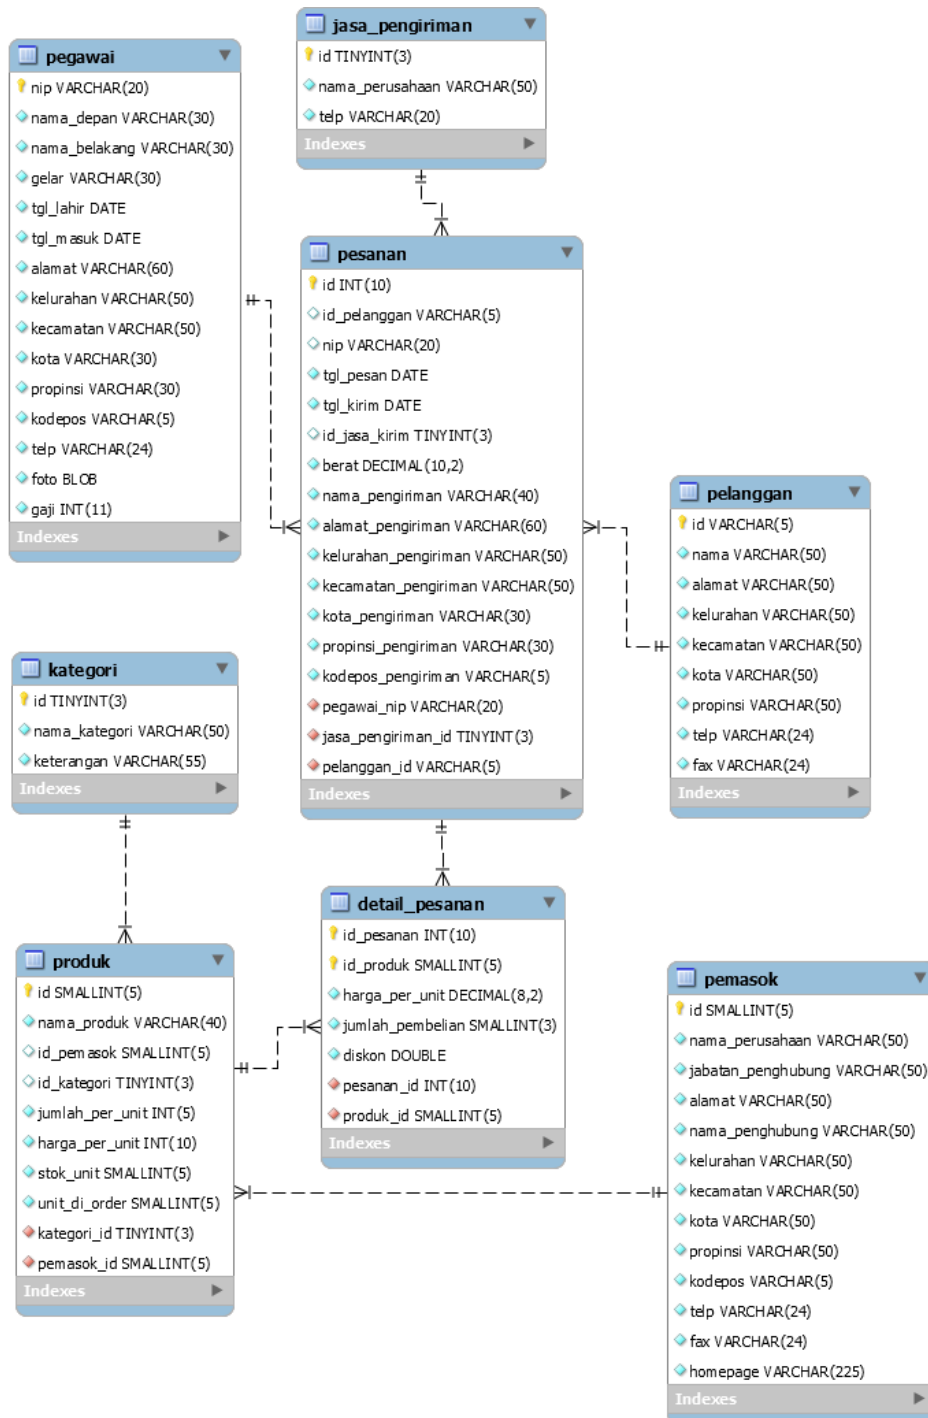 jasa_pengiriman
id TINYINT(3)
nama_perusahaan VARCHAR(50)
telp VARCHAR(20)
Indexes
pegawai
nip VARCHAR(20)
nama_depan VARCHAR(30)
nama_belakang VARCHAR(30)
gelar VARCHAR(30)
tgl_lahir DATE
tgl_masuk DATE
alamat VARCHAR(60)
kelurahan VARCHAR(50)
kecamatan VARCHAR(50)
kota VARCHAR(30)
propinsi VARCHAR(30)
kodepos VARCHAR(5)
telp VARCHAR(24)
foto BLOB
gaji INT(11)
Indexes
pesanan
id INT(10)
id_pelanggan VARCHAR(5)
nip VARCHAR(20)
tgl_pesan DATE
tgl_kirim DATE
id_jasa_kirim TINYINT(3)
berat DECIMAL(10,2)
nama_pengiriman VARCHAR(40)
alamat_pengiriman VARCHAR(60)
kelurahan_pengiriman VARCHAR(50)
kecamatan_pengiriman VARCHAR(50)
kota_pengiriman VARCHAR(30)
propinsi_pengiriman VARCHAR(30)
kodepos_pengiriman VARCHAR(5)
pegawai_nip VARCHAR(20)
jasa_pengiriman_id TINYINT(3)
pelanggan_id VARCHAR(5)
Indexes
pelanggan
id VARCHAR(5)
nama VARCHAR(50)
alamat VARCHAR(50)
kelurahan VARCHAR(50)
kecamatan VARCHAR(50)
kota VARCHAR(50)
propinsi VARCHAR(50)
telp VARCHAR(24)
fax VARCHAR(24)
Indexes
kategori
id TINYINT(3)
nama_kategori VARCHAR(50)
keterangan VARCHAR(55)
Indexes
detail_pesanan
id_pesanan INT(10)
id_produk SMALLINT(5)
harga_per_unit DECIMAL(8,2)
jumlah_pembelian SMALLINT(3)
diskon DOUBLE
pesanan_id INT(10)
produk_id SMALLINT(5)
Indexes
produk
id SMALLINT(5)
nama_produk VARCHAR(40)
id_pemasok SMALLINT(5)
id_kategori TINYINT(3)
jumlah_per_unit INT(5)
harga_per_unit INT(10)
stok_unit SMALLINT(5)
unit_di_order SMALLINT(5)
kategori_id TINYINT(3)
pemasok_id SMALLINT(5)
Indexes
pemasok
id SMALLINT(5)
nama_perusahaan VARCHAR(50)
jabatan_penghubung VARCHAR(50)
alamat VARCHAR(50)
nama_penghubung VARCHAR(50)
kelurahan VARCHAR(50)
kecamatan VARCHAR(50)
kota VARCHAR(50)
propinsi VARCHAR(50)
kodepos VARCHAR(5)
telp VARCHAR(24)
fax VARCHAR(24)
homepage VARCHAR(225)
Indexes